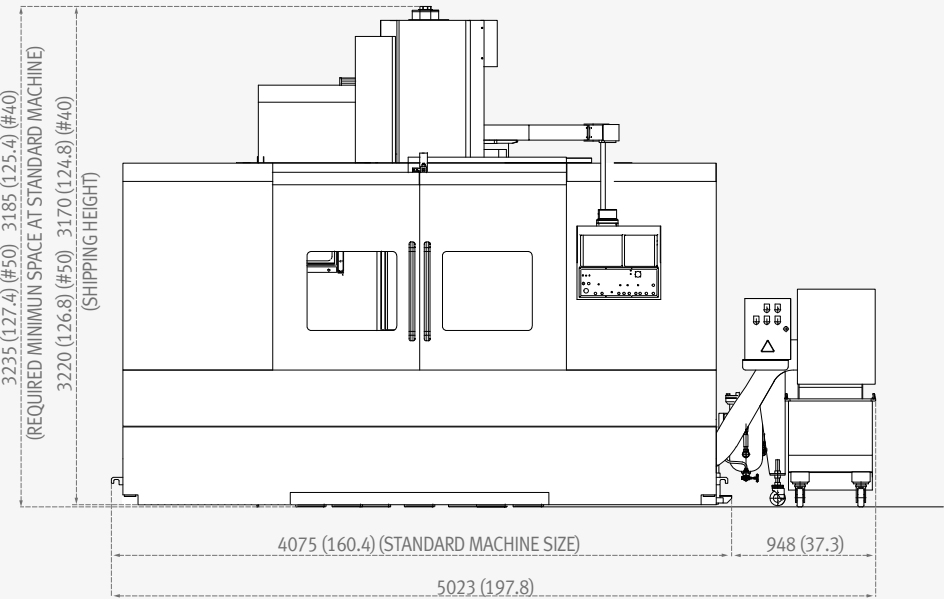 3235 (127.4) (#50) 3185 (125.4) (#40)
(REQUIRED MINIMUN SPACE AT STANDARD MACHINE)
3220 (126.8) (#50) 3170 (124.8) (#40)
(SHIPPING HEIGHT)
4075 (160.4) (STANDARD MACHINE SIZE)
948 (37.3)
5023 (197.8)